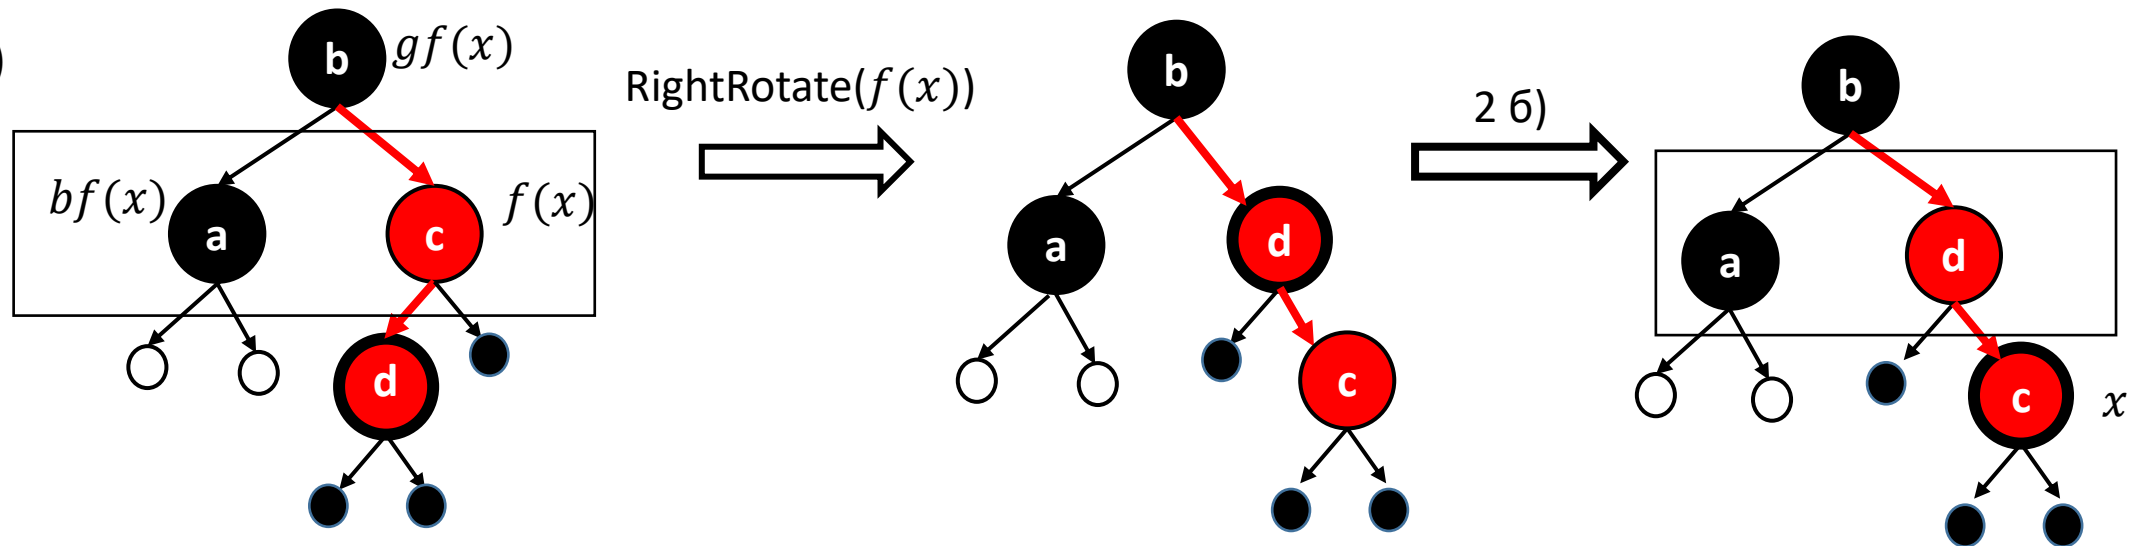 )
b
gf(x)
bf(x)
a
c
f(x)
d
RightRotate(f(x))
b
a
d
c
2 б)
b
a
d
c
x